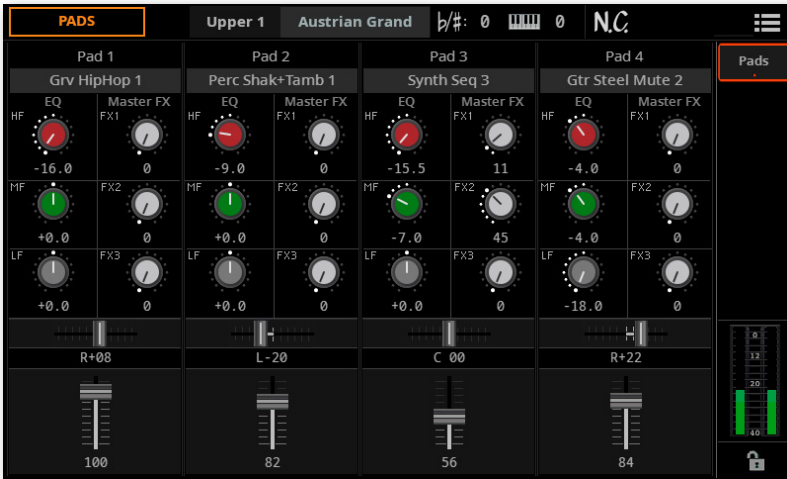 PADS Upper 1 Austrian Grand ♭/#: 0 0 N.C.
Pad 1 Pad 2 Pad 3 Pad 4 Pads
Grv HipHop 1 Perc Shak+Tamb 1 Synth Seq 3 Gtr Steel Mute 2
EQ Master FX EQ Master FX EQ Master FX EQ Master FX
HF FX1 HF FX1 HF FX1 HF FX1
-16.0 0 -9.0 0 -15.5 11 -4.0 0
MF FX2 MF FX2 MF FX2 MF FX2
+0.0 0 +0.0 0 -7.0 45 -4.0 0
LF FX3 LF FX3 LF FX3 LF FX3
+0.0 0 +0.0 0 +0.0 0 -18.0 0
0
R+08 L-20 C 00 R+22 12
20
40
100 82 56 84